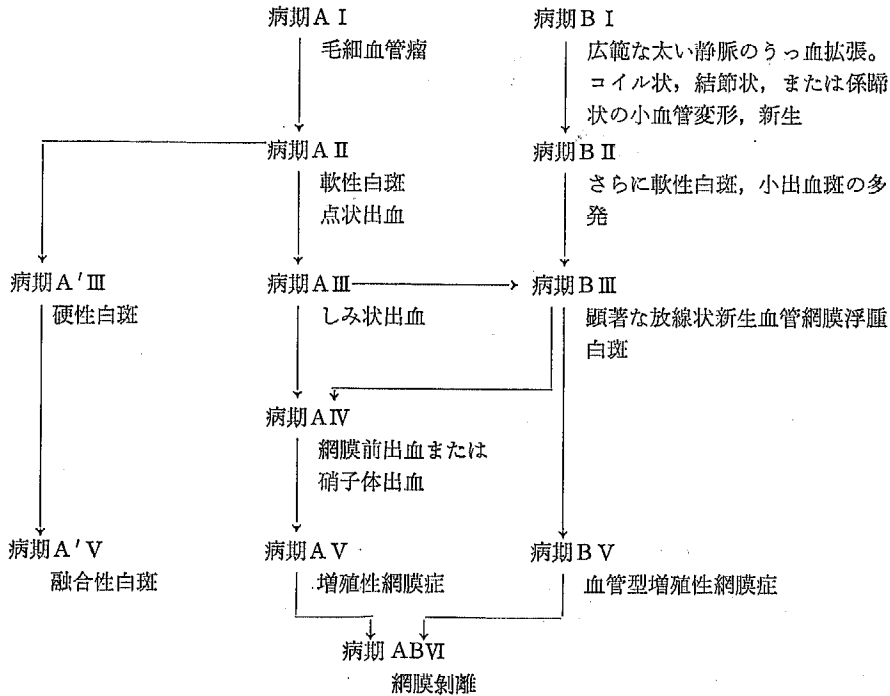 病期A Ⅰ
毛細血管瘤
病期B Ⅰ
広範な太い静脈のうっ血拡張。
コイル状，結節状，または係蹄
状の小血管変形，新生
病期AⅡ
軟性白斑
点状出血
病期BⅡ
さらに軟性白斑，小出血斑の多
発
病期A′Ⅲ
硬性白斑
病期AⅢ
しみ状出血
病期BⅢ
顕著な放線状新生血管網膜浮腫
白斑
病期AⅣ
網膜前出血または
硝子体出血
病期A′Ⅴ
融合性白斑
病期AⅤ
増殖性網膜症
病期BⅤ
血管型増殖性網膜症
病期ABⅥ
網膜剝離